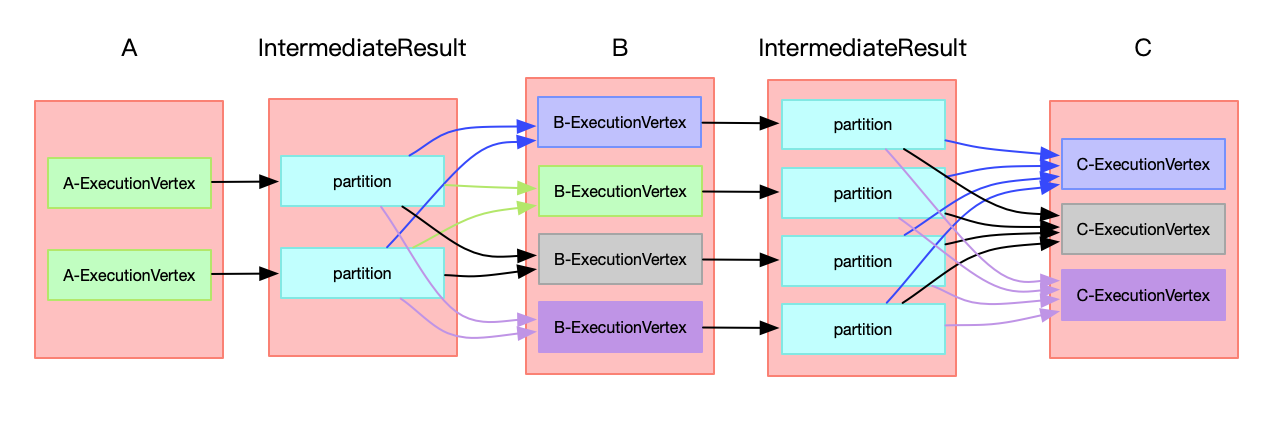 A
IntermediateResult
B
IntermediateResult
C
A-ExecutionVertex
A-ExecutionVertex
partition
partition
B-ExecutionVertex
B-ExecutionVertex
B-ExecutionVertex
B-ExecutionVertex
partition
partition
partition
partition
C-ExecutionVertex
C-ExecutionVertex
C-ExecutionVertex